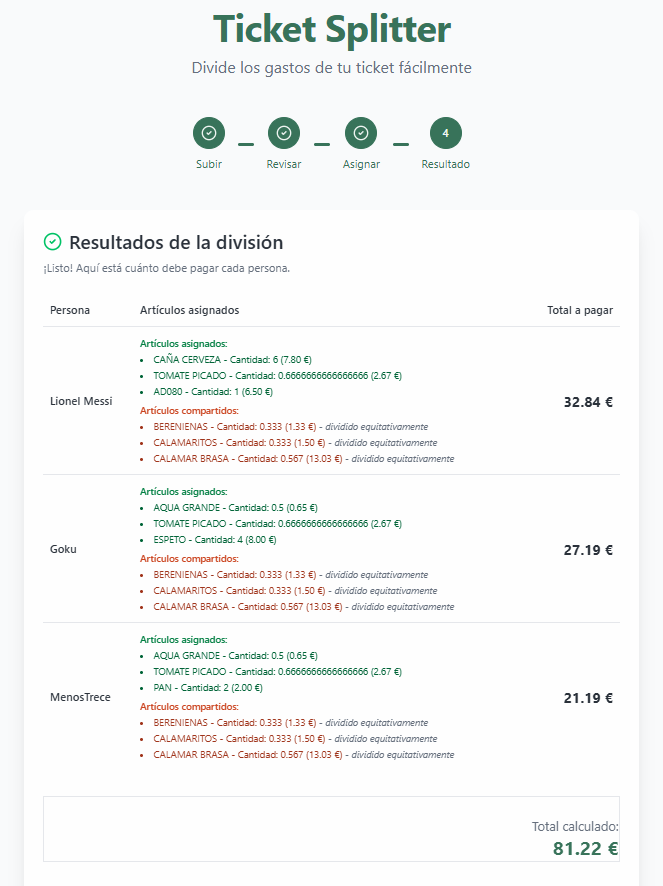 Ticket Splitter
Divide los gastos de tu ticket fácilmente
4
Subir Revisar Asignar Resultado
Resultados de la división
¡Listo! Aquí está cuánto debe pagar cada persona.
Persona Artículos asignados Total a pagar
Artículos asignados:
CAÑA CERVEZA - Cantidad: 6 (7.80 €)
TOMATE PICADO - Cantidad: 0.6666666666666666 (2.67 €)
AD080 - Cantidad: 1 (6.50 €)
Lionel Messi 32.84 €
Artículos compartidos:
BERENIENAS - Cantidad: 0.333 (1.33 €) - dividido equitativamente
CALAMARITOS - Cantidad: 0.333 (1.50 €) - dividido equitativamente
CALAMAR BRASA - Cantidad: 0.567 (13.03 €) - dividido equitativamente
Artículos asignados:
AQUA GRANDE - Cantidad: 0.5 (0.65 €)
TOMATE PICADO - Cantidad: 0.6666666666666666 (2.67 €)
ESPETO - Cantidad: 4 (8.00 €)
Goku 27.19 €
Artículos compartidos:
BERENIENAS - Cantidad: 0.333 (1.33 €) - dividido equitativamente
CALAMARITOS - Cantidad: 0.333 (1.50 €) - dividido equitativamente
CALAMAR BRASA - Cantidad: 0.567 (13.03 €) - dividido equitativamente
Artículos asignados:
AQUA GRANDE - Cantidad: 0.5 (0.65 €)
TOMATE PICADO - Cantidad: 0.6666666666666666 (2.67 €)
PAN - Cantidad: 2 (2.00 €)
MenosTrece 21.19 €
Artículos compartidos:
BERENIENAS - Cantidad: 0.333 (1.33 €) - dividido equitativamente
CALAMARITOS - Cantidad: 0.333 (1.50 €) - dividido equitativamente
CALAMAR BRASA - Cantidad: 0.567 (13.03 €) - dividido equitativamente
Total calculado:
81.22 €